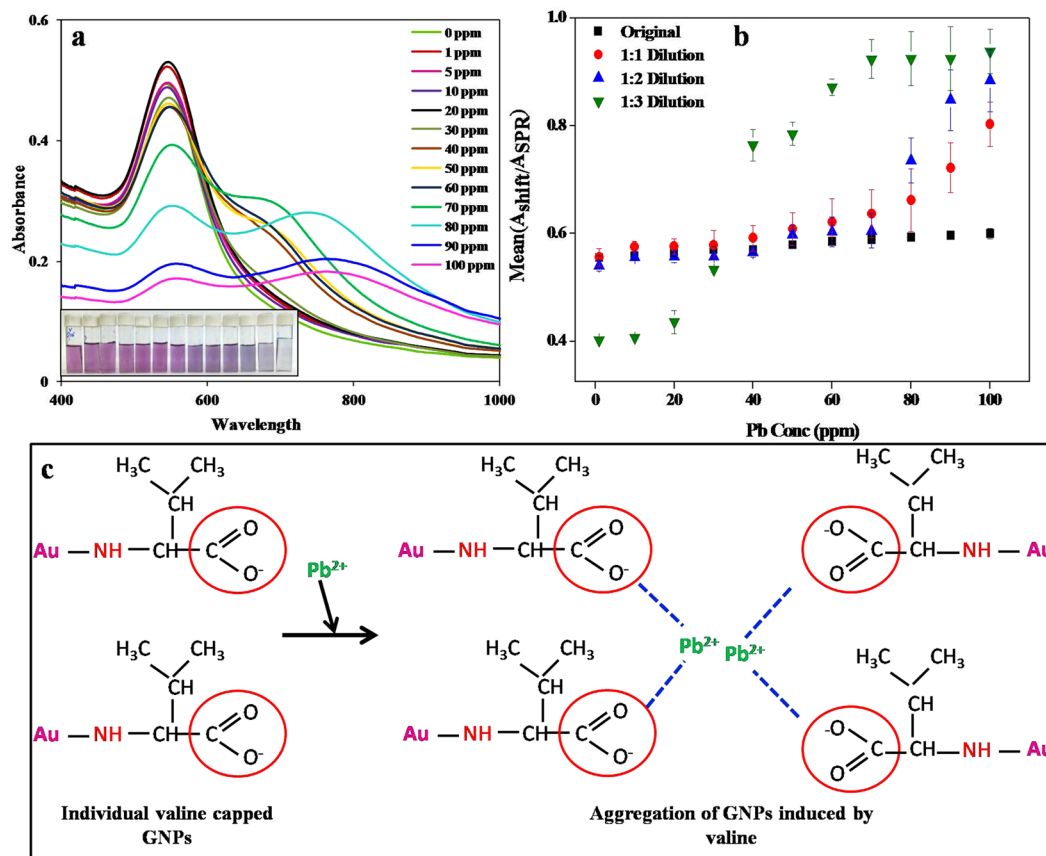 a
0.6
0.4
0.2
0
Absorbance
400
600
800
1000
Wavelength
0 ppm
1 ppm
5 ppm
10 ppm
20 ppm
30 ppm
40 ppm
50 ppm
60 ppm
70 ppm
80 ppm
90 ppm
100 ppm
b
1.0
0.8
0.6
0.4
Mean(Ashift/ASPR)
Original
1:1 Dilution
1:2 Dilution
1:3 Dilution
0
20
40
60
80
100
Pb Conc (ppm)
c
H₃C CH₃
CH
O
Au — NH — CH — C
O⁻
Pb²⁺
H₃C CH₃
CH
O
Au — NH — CH — C
O⁻
Individual valine capped
GNPs
H₃C CH₃
CH
O
Au — NH — CH — C
O⁻
H₃C CH₃
CH
O
Au — NH — CH — C
O⁻
Pb²⁺ Pb²⁺
H₃C CH₃
CH
⁻O
C — CH — NH — Au
O
H₃C CH₃
CH
⁻O
C — CH — NH — Au
O
Aggregation of GNPs induced by
valine